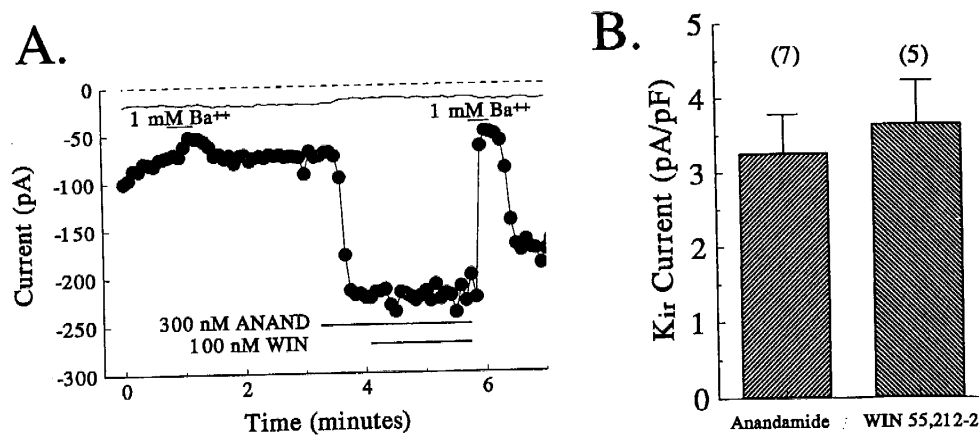 A.
0
-50
-100
-150
-200
-250
-300
Current (pA)
1 mM Ba++
1 mM Ba++
300 nM ANAND
100 nM WIN
0
2
4
6
Time (minutes)
B.
5
4
3
2
1
0
Kir Current (pA/pF)
(7)
(5)
Anandamide
WIN 55,212-2